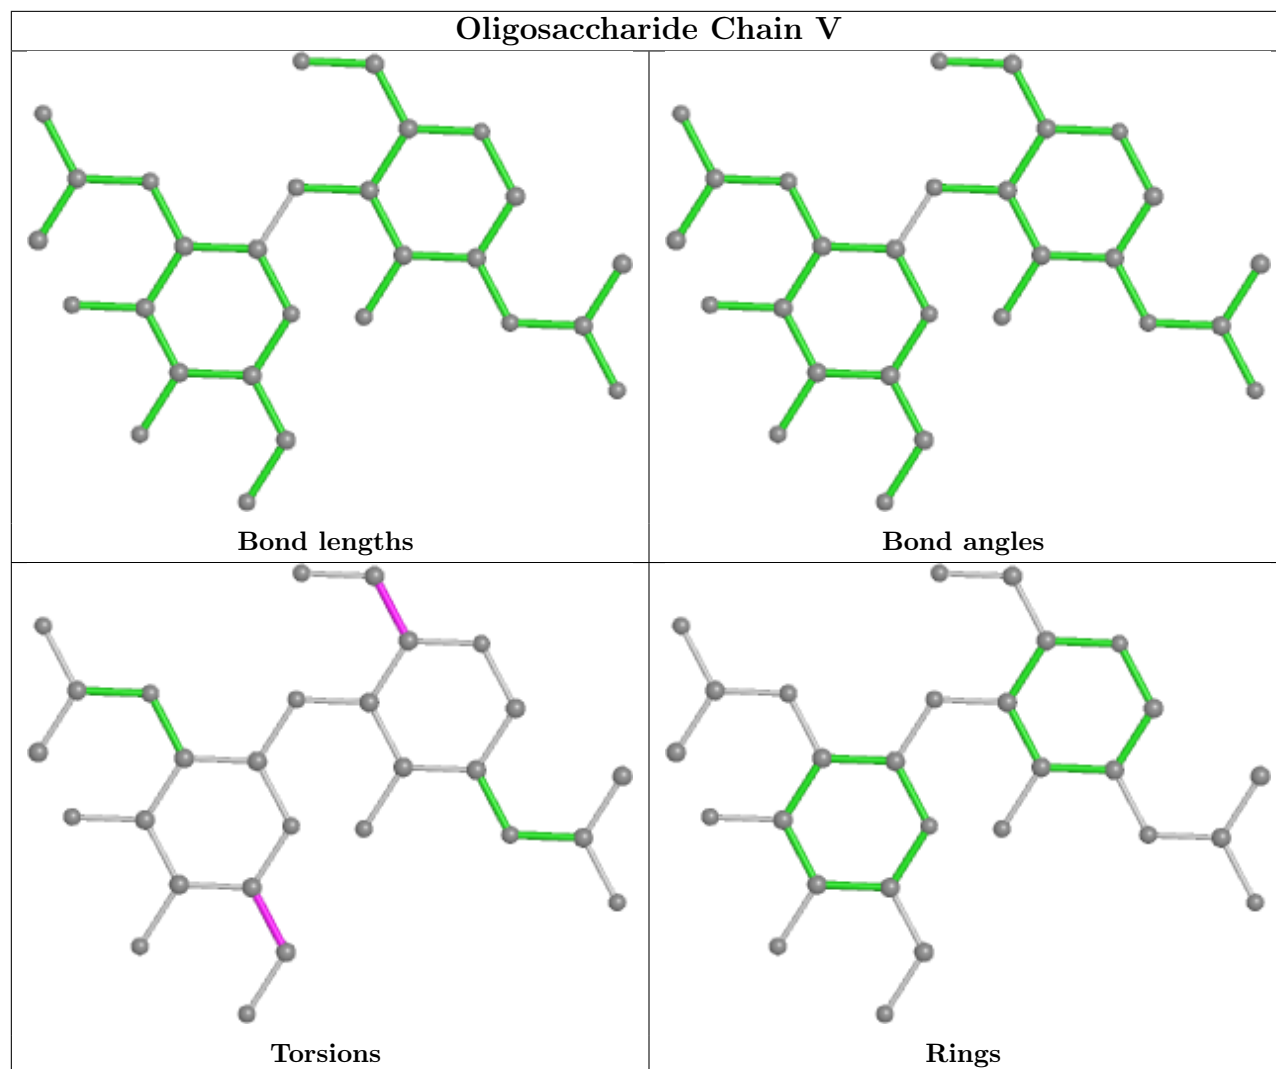 Oligosaccharide Chain V
Bond lengths
Bond angles
Torsions
Rings